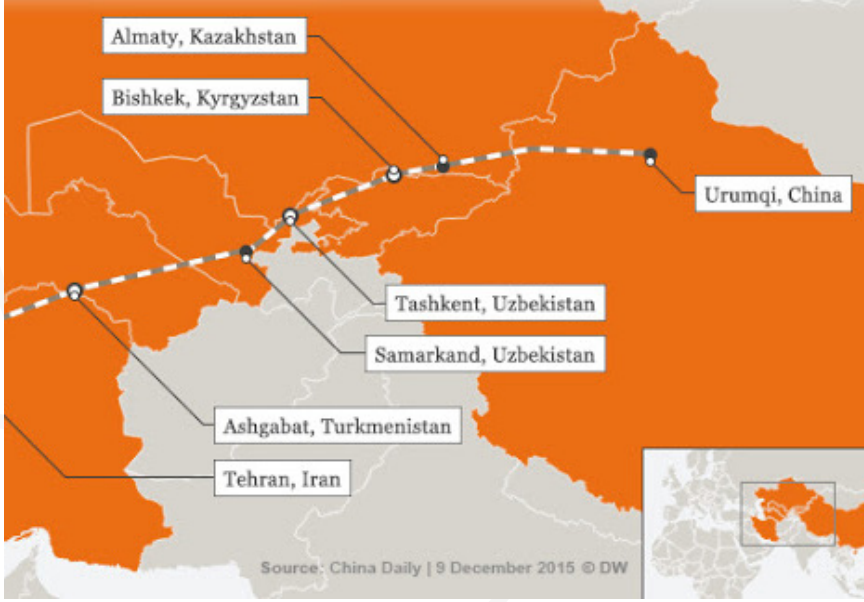 Almaty, Kazakhstan
Bishkek, Kyrgyzstan
Urumqi, China
Tashkent, Uzbekistan
Samarkand, Uzbekistan
Ashgabat, Turkmenistan
Tehran, Iran
Source: China Daily | 9 December 2015 © DW